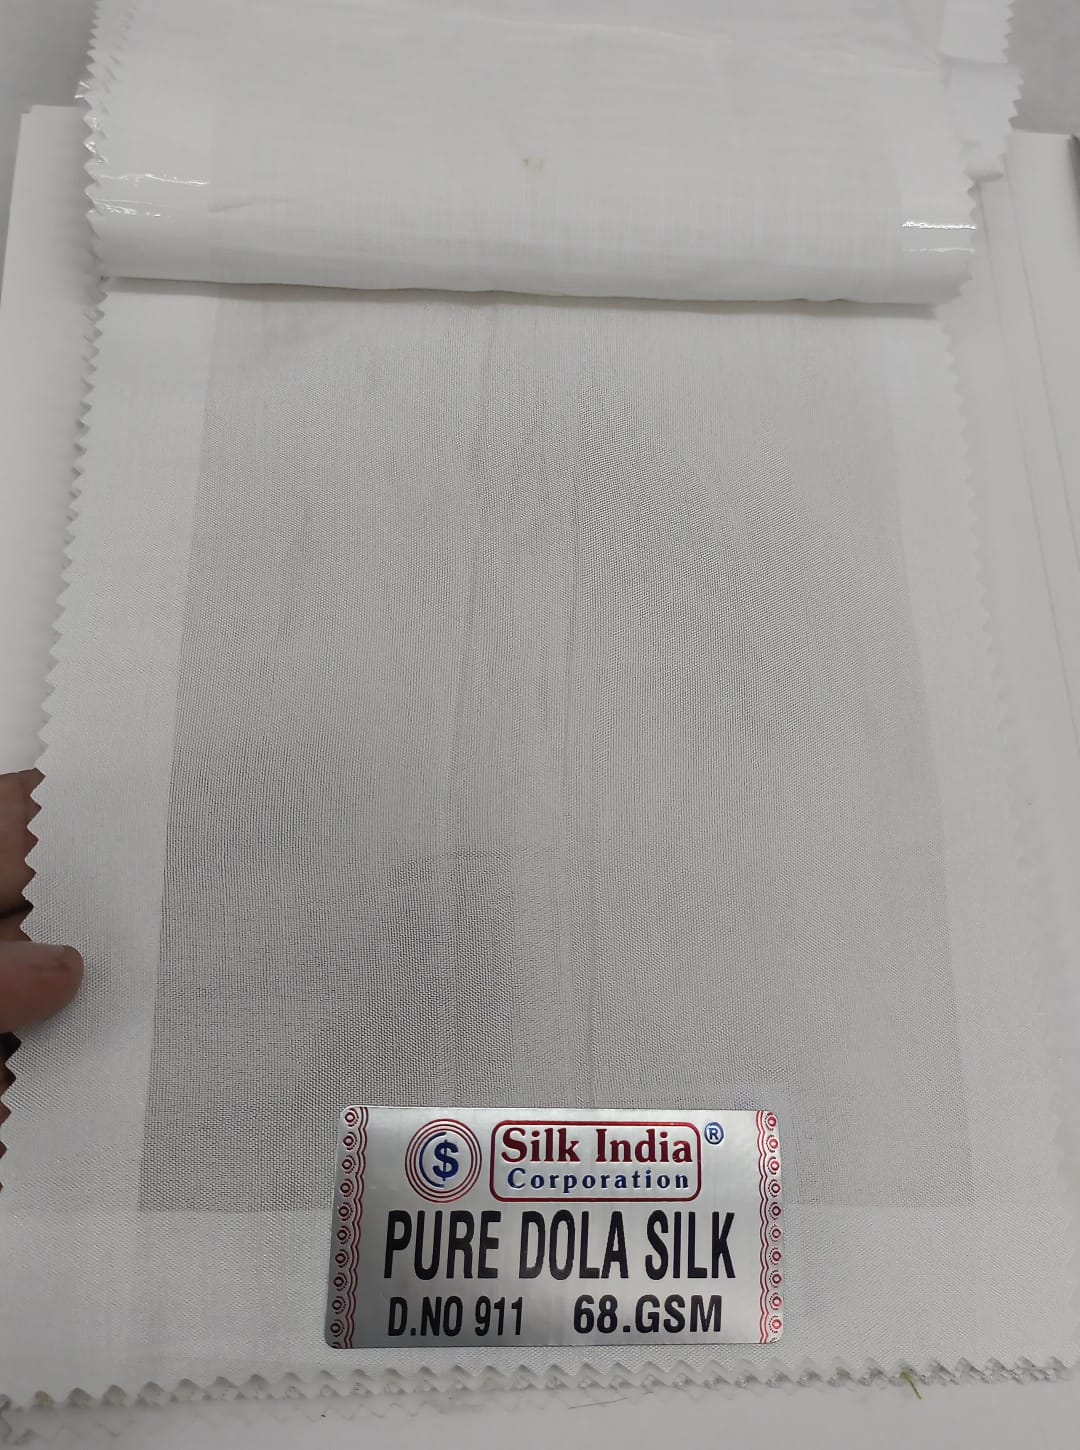 $ Silk India ®
Corporation
PURE DOLA SILK
D.NO 911 68.GSM